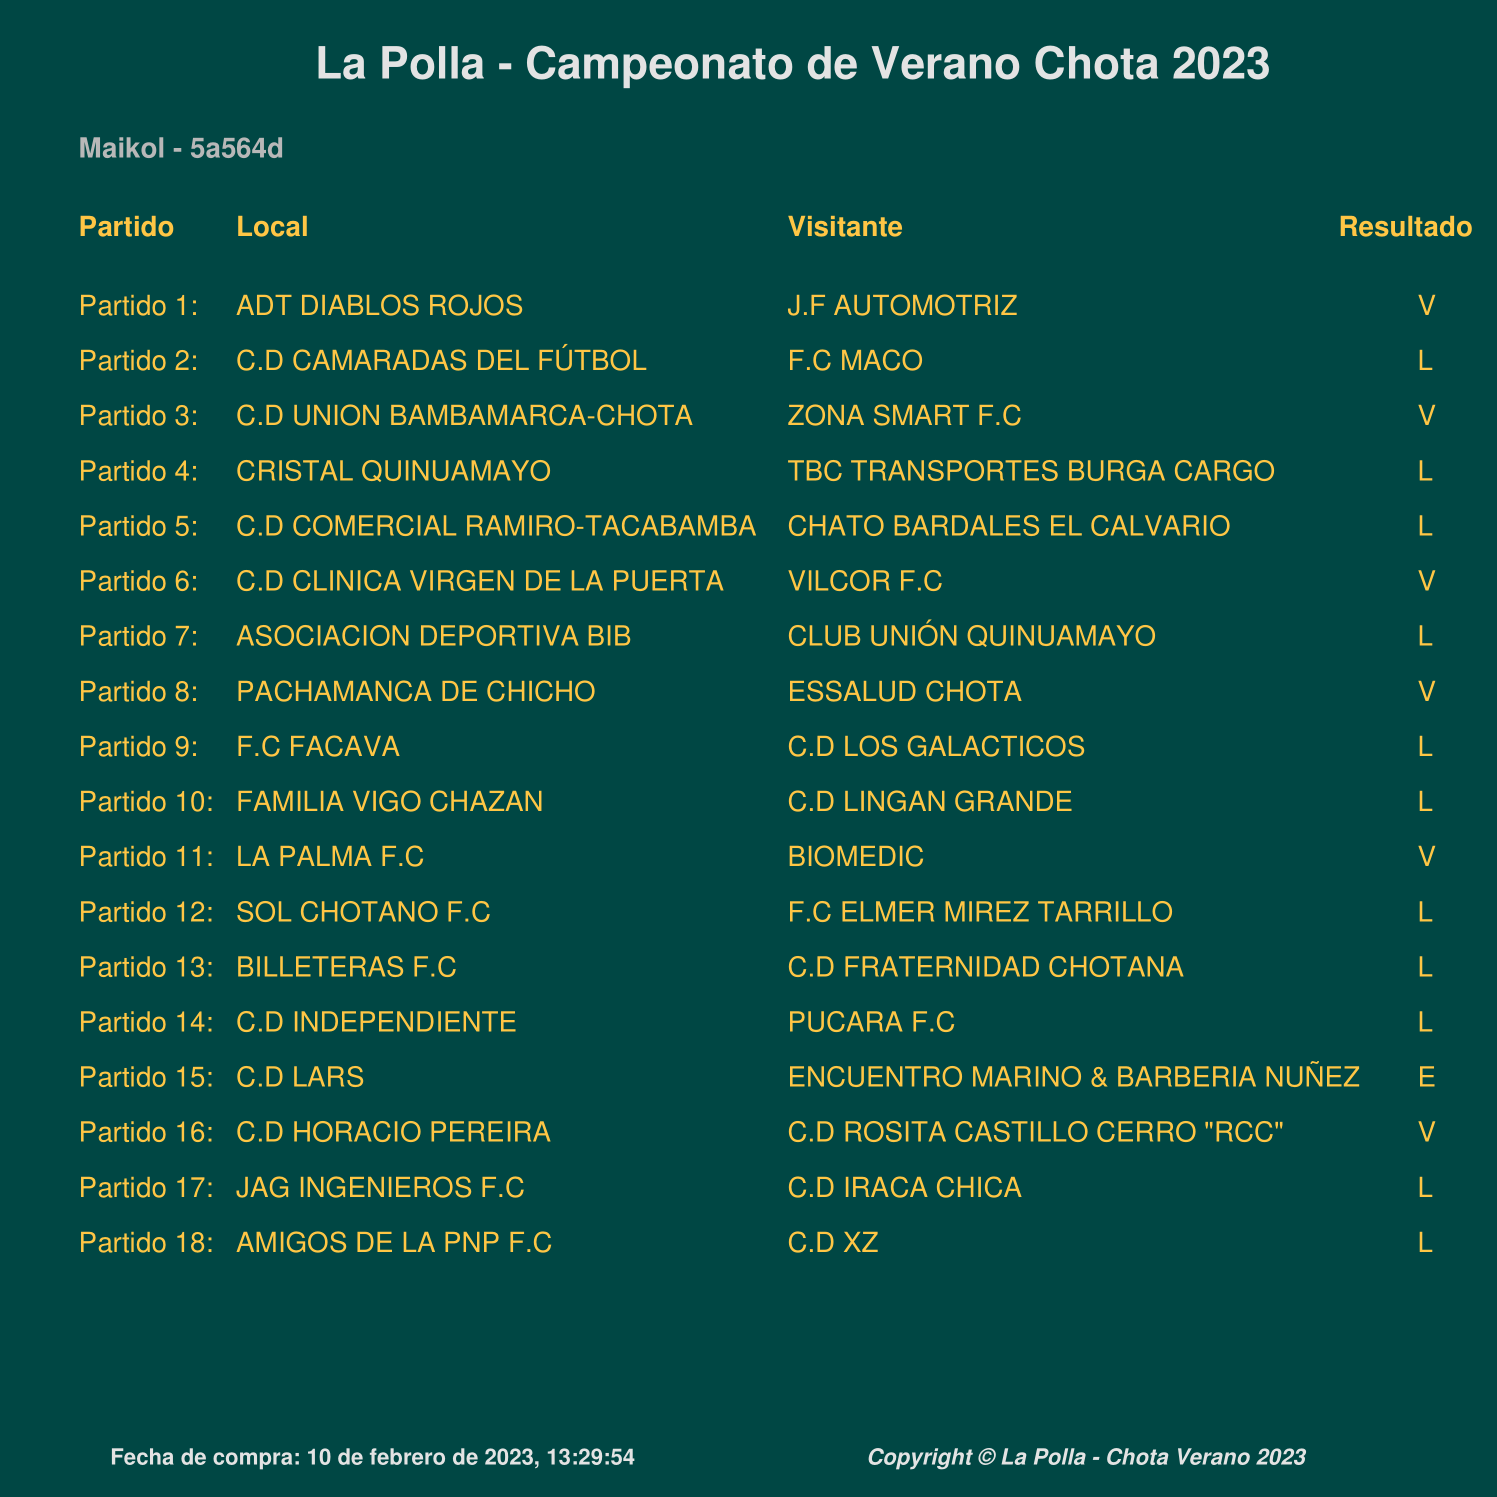 La Polla - Campeonato de Verano Chota 2023
Maikol - 5a564d
Partido Local Visitante Resultado
Partido 1: ADT DIABLOS ROJOS J.F AUTOMOTRIZ V
Partido 2: C.D CAMARADAS DEL FÚTBOL F.C MACO L
Partido 3: C.D UNION BAMBAMARCA-CHOTA ZONA SMART F.C V
Partido 4: CRISTAL QUINUAMAYO TBC TRANSPORTES BURGA CARGO L
Partido 5: C.D COMERCIAL RAMIRO-TACABAMBA CHATO BARDALES EL CALVARIO L
Partido 6: C.D CLINICA VIRGEN DE LA PUERTA VILCOR F.C V
Partido 7: ASOCIACION DEPORTIVA BIB CLUB UNIÓN QUINUAMAYO L
Partido 8: PACHAMANCA DE CHICHO ESSALUD CHOTA V
Partido 9: F.C FACAVA C.D LOS GALACTICOS L
Partido 10: FAMILIA VIGO CHAZAN C.D LINGAN GRANDE L
Partido 11: LA PALMA F.C BIOMEDIC V
Partido 12: SOL CHOTANO F.C F.C ELMER MIREZ TARRILLO L
Partido 13: BILLETERAS F.C C.D FRATERNIDAD CHOTANA L
Partido 14: C.D INDEPENDIENTE PUCARA F.C L
Partido 15: C.D LARS ENCUENTRO MARINO & BARBERIA NUÑEZ E
Partido 16: C.D HORACIO PEREIRA C.D ROSITA CASTILLO CERRO "RCC" V
Partido 17: JAG INGENIEROS F.C C.D IRACA CHICA L
Partido 18: AMIGOS DE LA PNP F.C C.D XZ L
Fecha de compra: 10 de febrero de 2023, 13:29:54 Copyright © La Polla - Chota Verano 2023